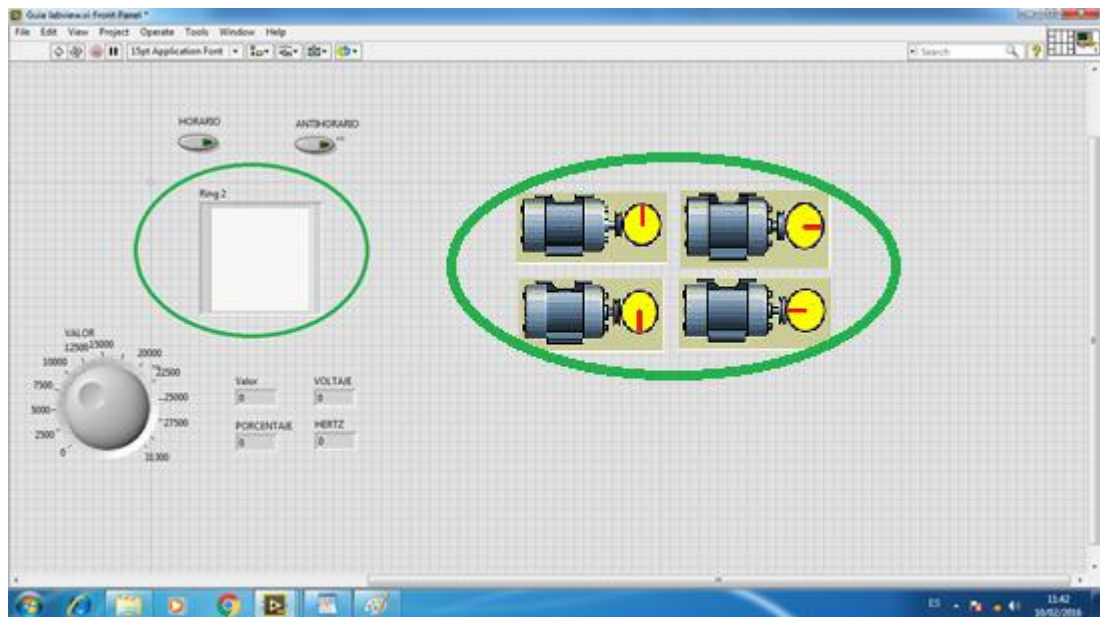 Guia labview.vi Front Panel *
File Edit View Project Operate Tools Window Help
15pt Application Font
Search
HORARIO
ANTIHORARIO
Ring 2
VALOR
0
2500
5000
7500
10000
12500
15000
20000
22500
25000
27500
31300
Valor
0
VOLTAJE
0
PORCENTAJE
0
HERTZ
0
ES
15:42
10/02/2016